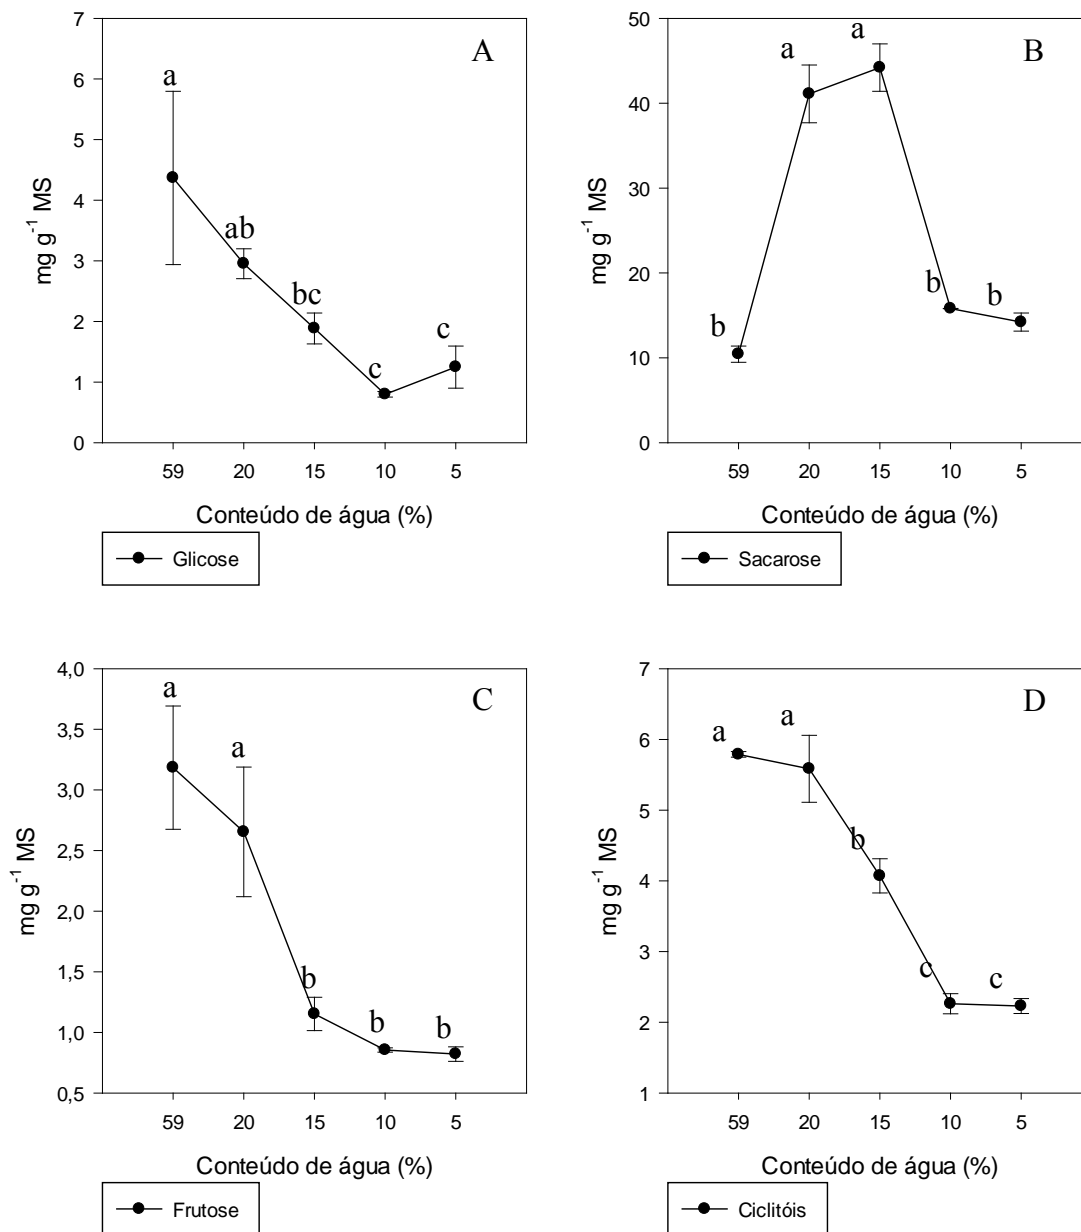 A
7
6
5
4
3
2
1
0
mg g⁻¹ MS
a
ab
bc
c
c
59 20 15 10 5
Conteúdo de água (%)
Glicose
B
50
40
30
20
10
0
mg g⁻¹ MS
b
a
a
b
b
59 20 15 10 5
Conteúdo de água (%)
Sacarose
C
4,0
3,5
3,0
2,5
2,0
1,5
1,0
0,5
mg g⁻¹ MS
a
a
b
b
b
59 20 15 10 5
Conteúdo de água (%)
Frutose
D
7
6
5
4
3
2
1
mg g⁻¹ MS
a
a
b
c
c
59 20 15 10 5
Conteúdo de água (%)
Ciclitóis